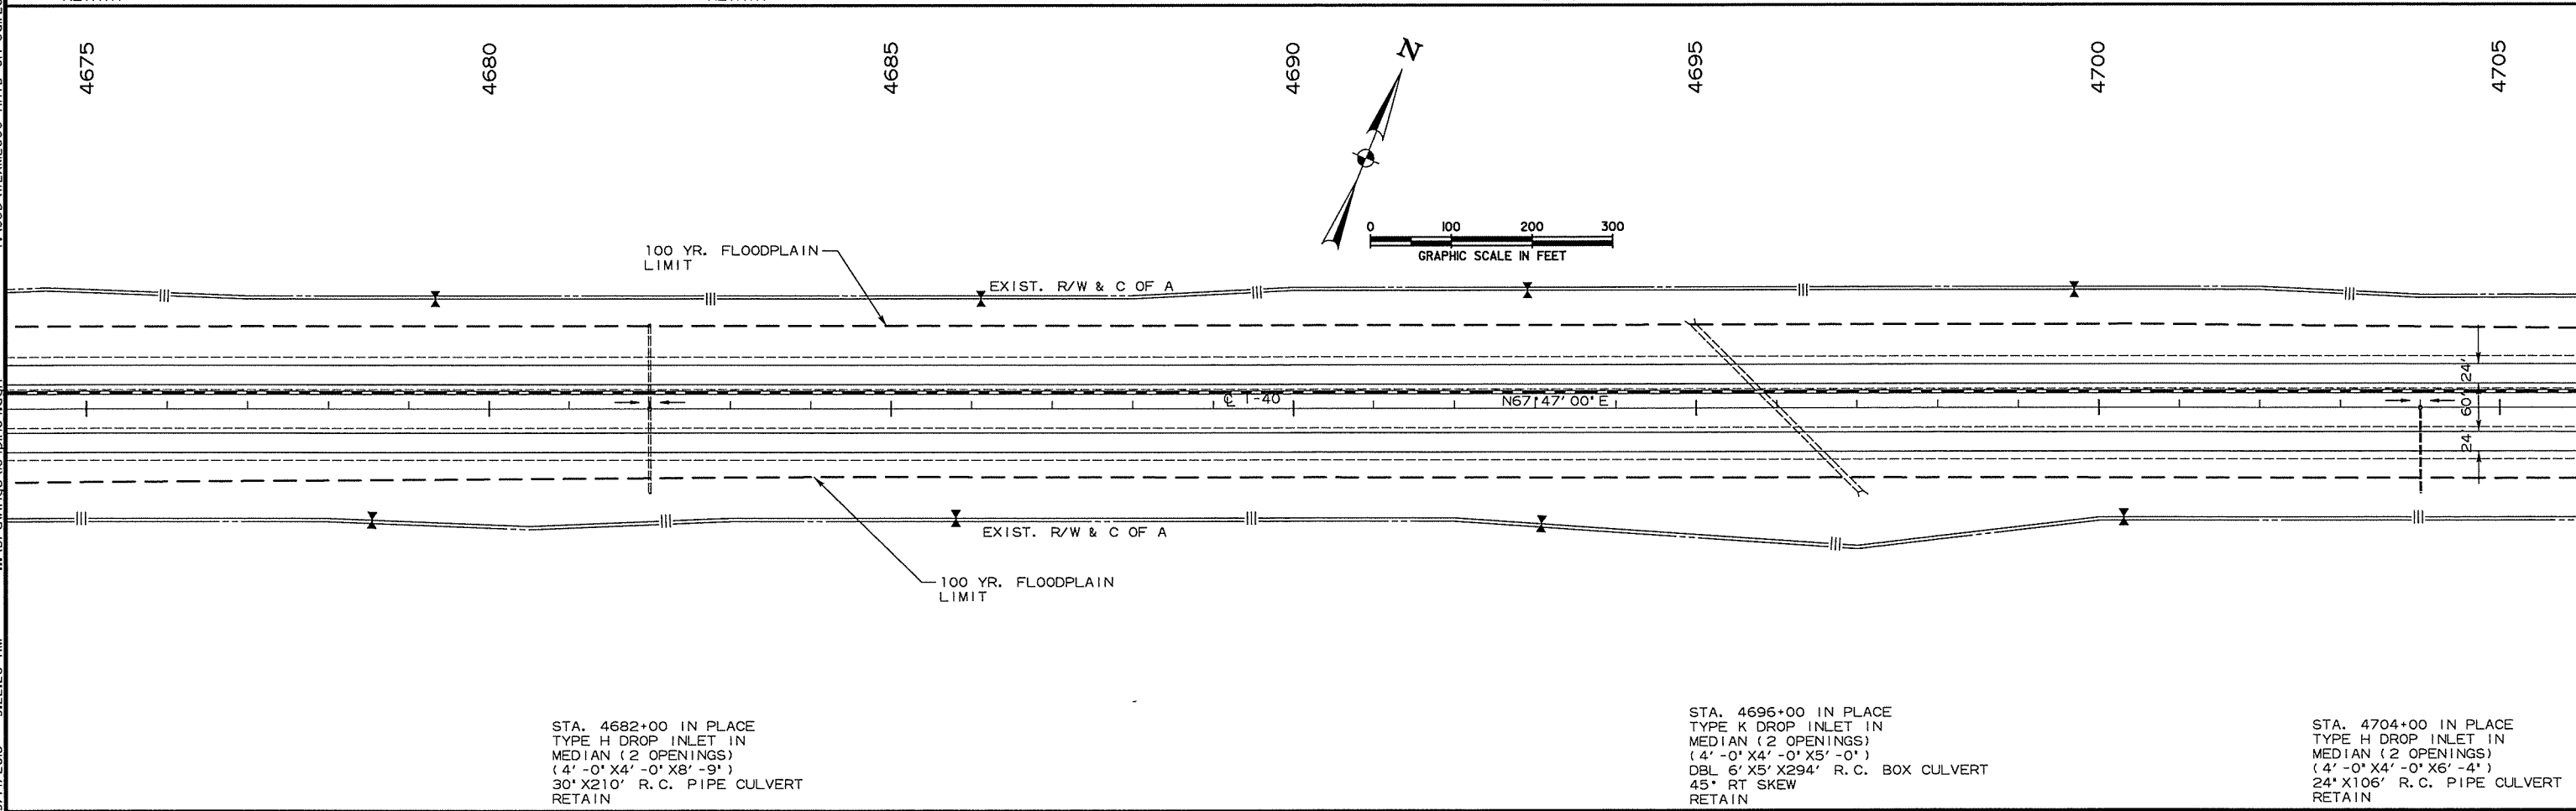 4675
4680
4685
4690
4695
4700
4705
N
0 100 200 300
GRAPHIC SCALE IN FEET
100 YR. FLOODPLAIN
LIMIT
EXIST. R/W & C OF A
24'
60'
24'
℄ I-40
N67°47'00"E
EXIST. R/W & C OF A
100 YR. FLOODPLAIN
LIMIT
STA. 4682+00 IN PLACE
TYPE H DROP INLET IN
MEDIAN (2 OPENINGS)
(4'-0"X4'-0"X8'-9")
30"X210' R.C. PIPE CULVERT
RETAIN
STA. 4696+00 IN PLACE
TYPE K DROP INLET IN
MEDIAN (2 OPENINGS)
(4'-0"X4'-0"X5'-0")
DBL 6'X5'X294' R.C. BOX CULVERT
45° RT SKEW
RETAIN
STA. 4704+00 IN PLACE
TYPE H DROP INLET IN
MEDIAN (2 OPENINGS)
(4'-0"X4'-0"X6'-4")
24"X106' R.C. PIPE CULVERT
RETAIN